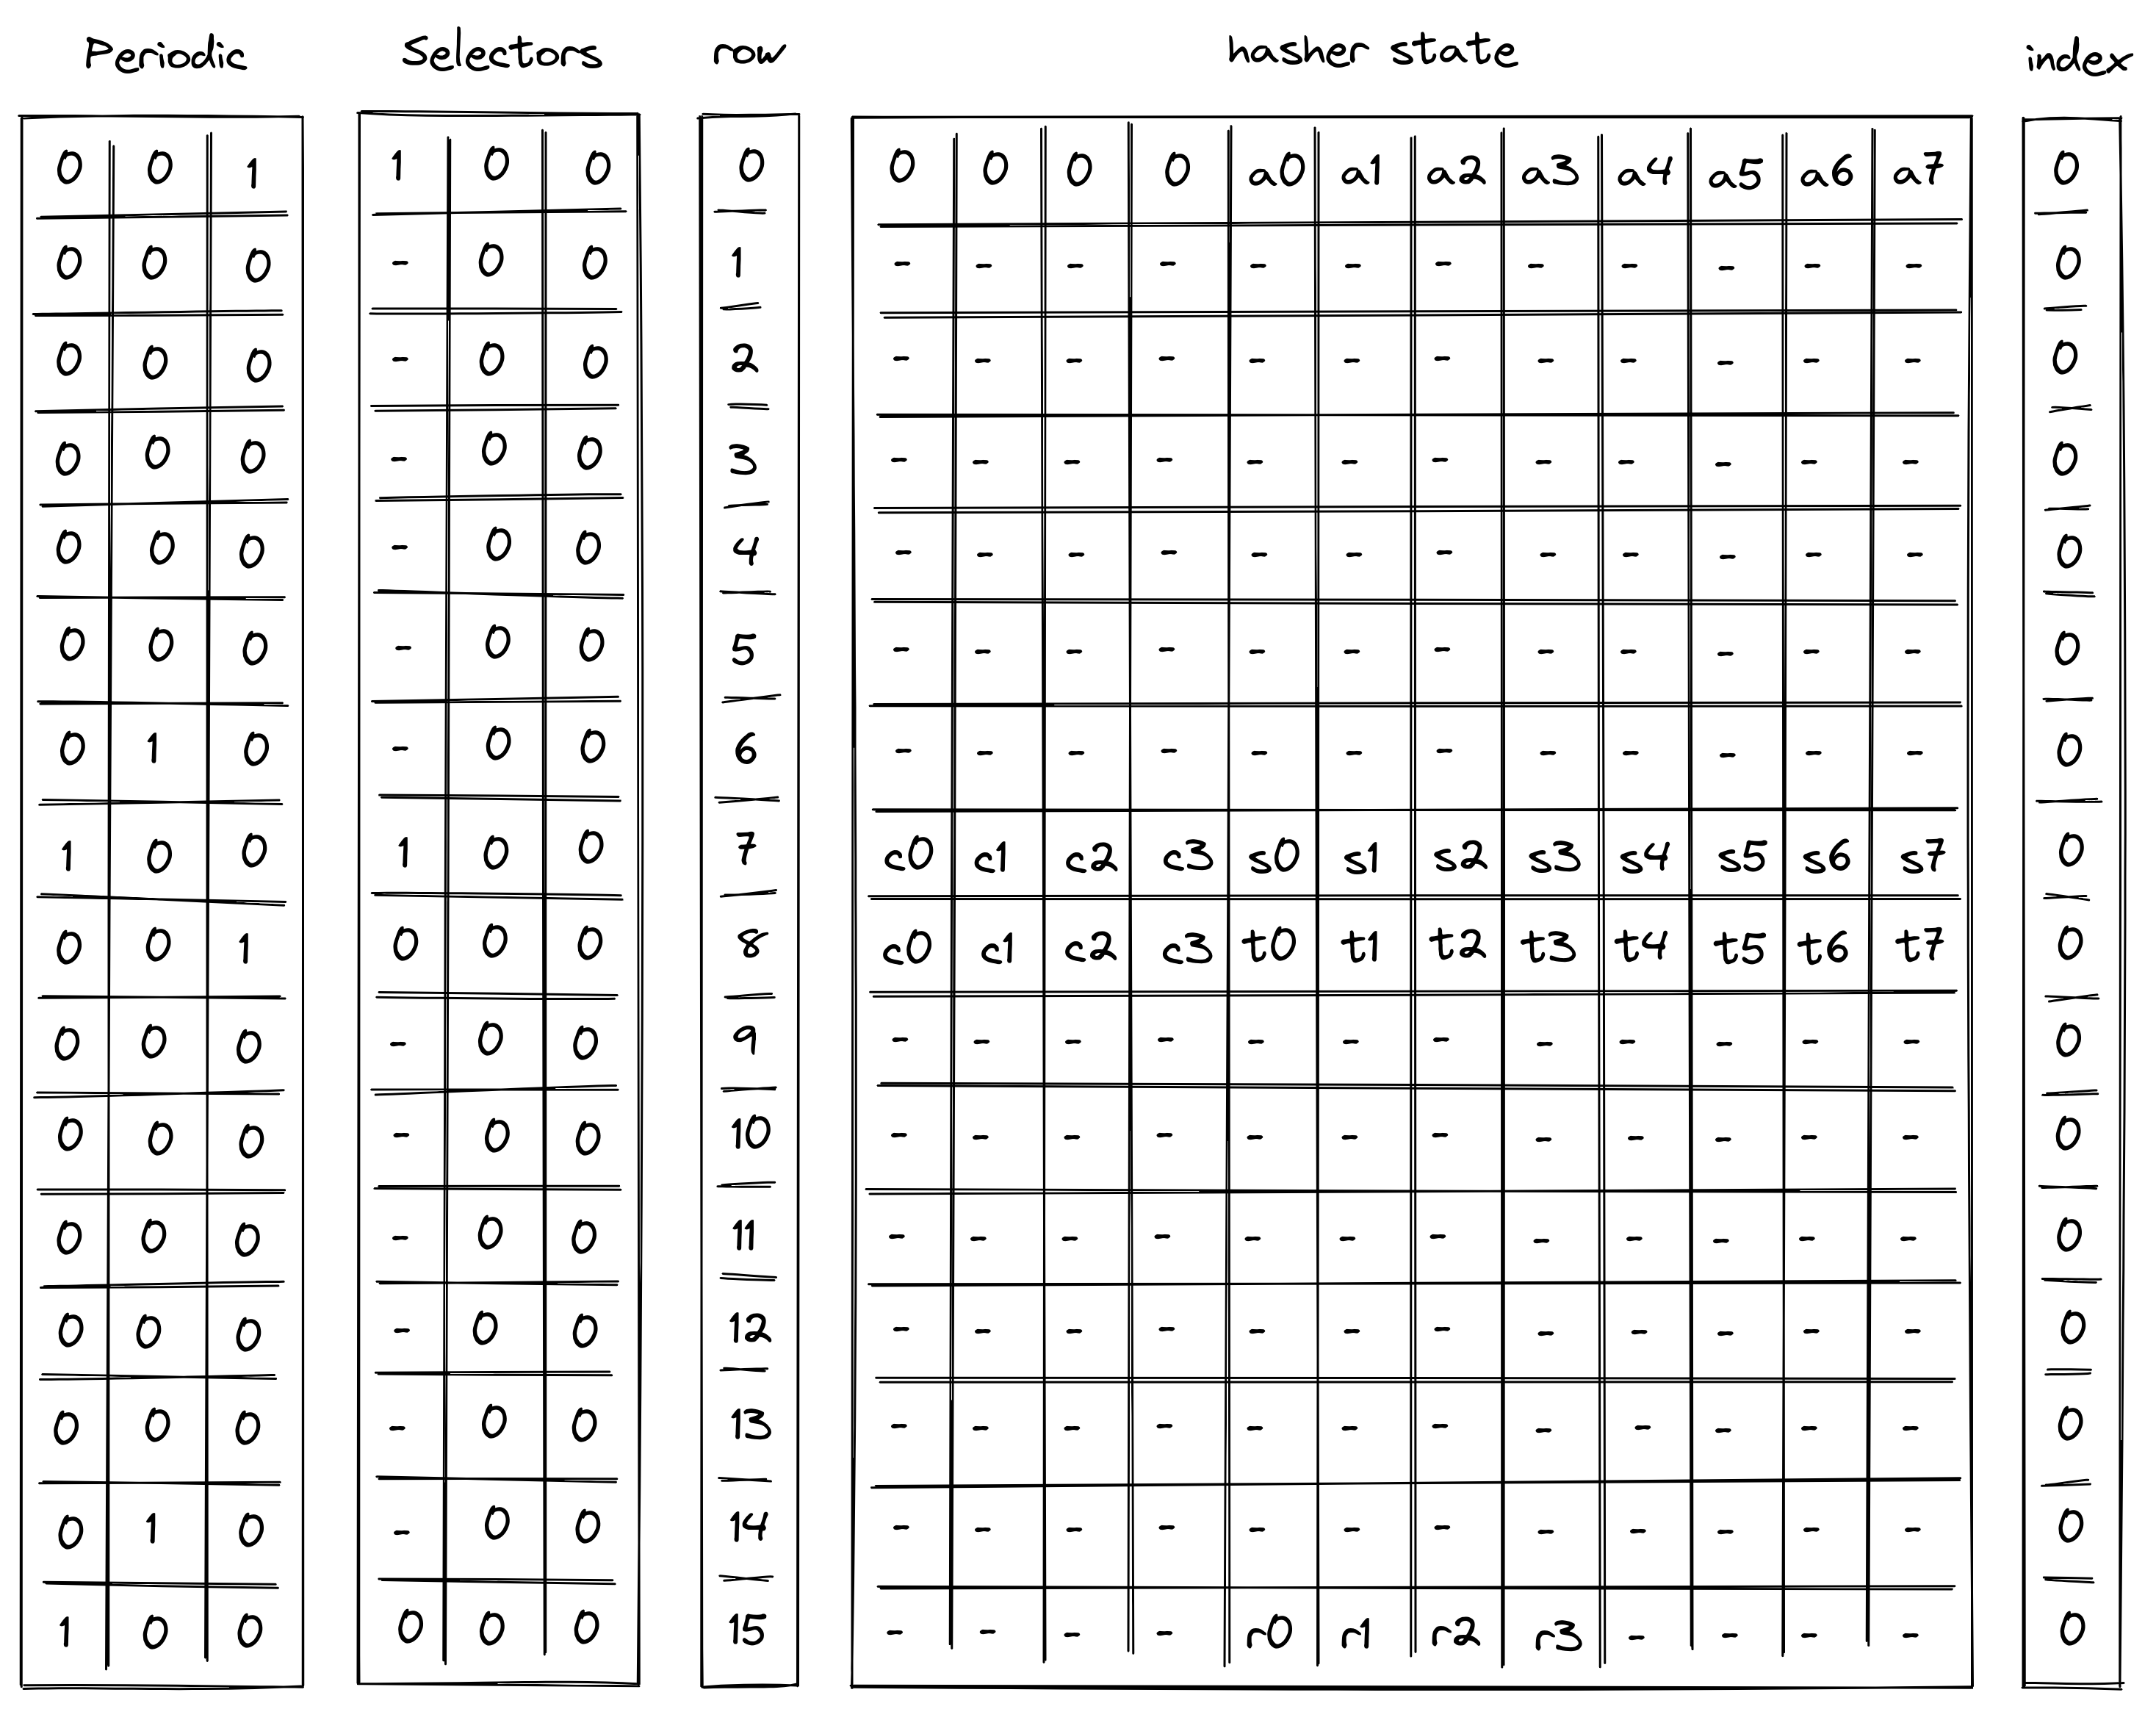 Periodic Selectors row hasher state index
0 0 1 1 0 0 0 0 0 0 0 a0 a1 a2 a3 a4 a5 a6 a7 0
0 0 0 - 0 0 1 - - - - - - - - - - - - 0
0 0 0 - 0 0 2 - - - - - - - - - - - - 0
0 0 0 - 0 0 3 - - - - - - - - - - - - 0
0 0 0 - 0 0 4 - - - - - - - - - - - - 0
0 0 0 - 0 0 5 - - - - - - - - - - - - 0
0 1 0 - 0 0 6 - - - - - - - - - - - - 0
1 0 0 1 0 0 7 c0 c1 c2 c3 s0 s1 s2 s3 s4 s5 s6 s7 0
0 0 1 0 0 0 8 c0 c1 c2 c3 t0 t1 t2 t3 t4 t5 t6 t7 0
0 0 0 - 0 0 9 - - - - - - - - - - - - 0
0 0 0 - 0 0 10 - - - - - - - - - - - - 0
0 0 0 - 0 0 11 - - - - - - - - - - - - 0
0 0 0 - 0 0 12 - - - - - - - - - - - - 0
0 0 0 - 0 0 13 - - - - - - - - - - - - 0
0 1 0 - 0 0 14 - - - - - - - - - - - - 0
1 0 0 0 0 0 15 - - - - r0 r1 r2 r3 - - - - 0